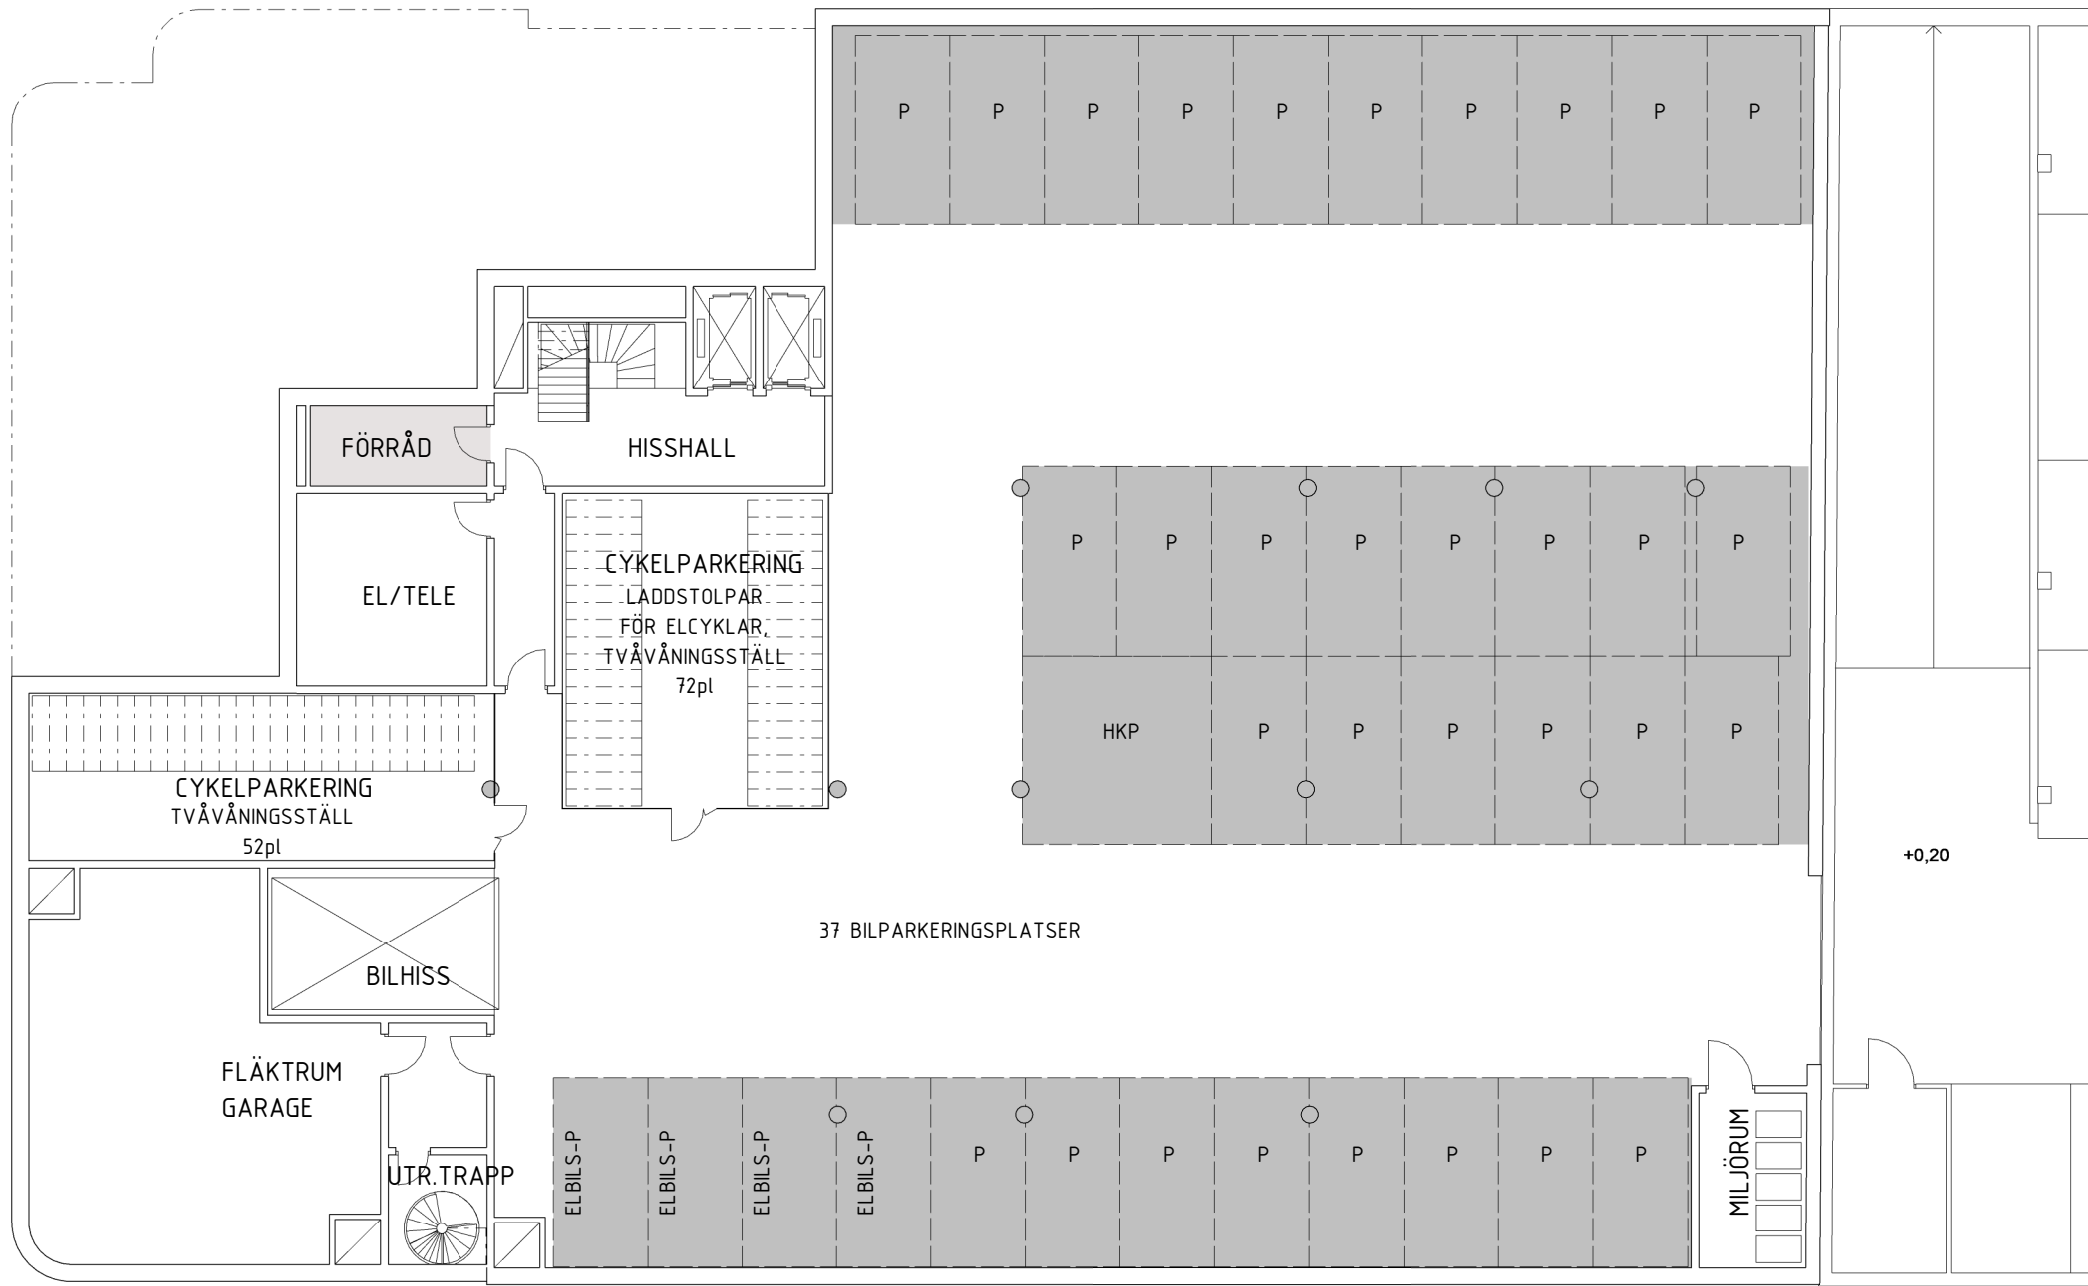 P P P P P P P P P P
FÖRRÅD
HISSHALL
P P P P P P P P
CYKELPARKERING
LADDSTOLPAR
FÖR ELCYKLAR,
TVÅVÅNINGSSTÄLL
72pl
EL/TELE
HKP P P P P P P
CYKELPARKERING
TVÅVÅNINGSSTÄLL
52pl
+0,20
37 BILPARKERINGSPLATSER
BILHISS
FLÄKTRUM
GARAGE
UTR.TRAPP
ELBILS-P
ELBILS-P
ELBILS-P
ELBILS-P
P P P P P P P P
MILJÖRUM